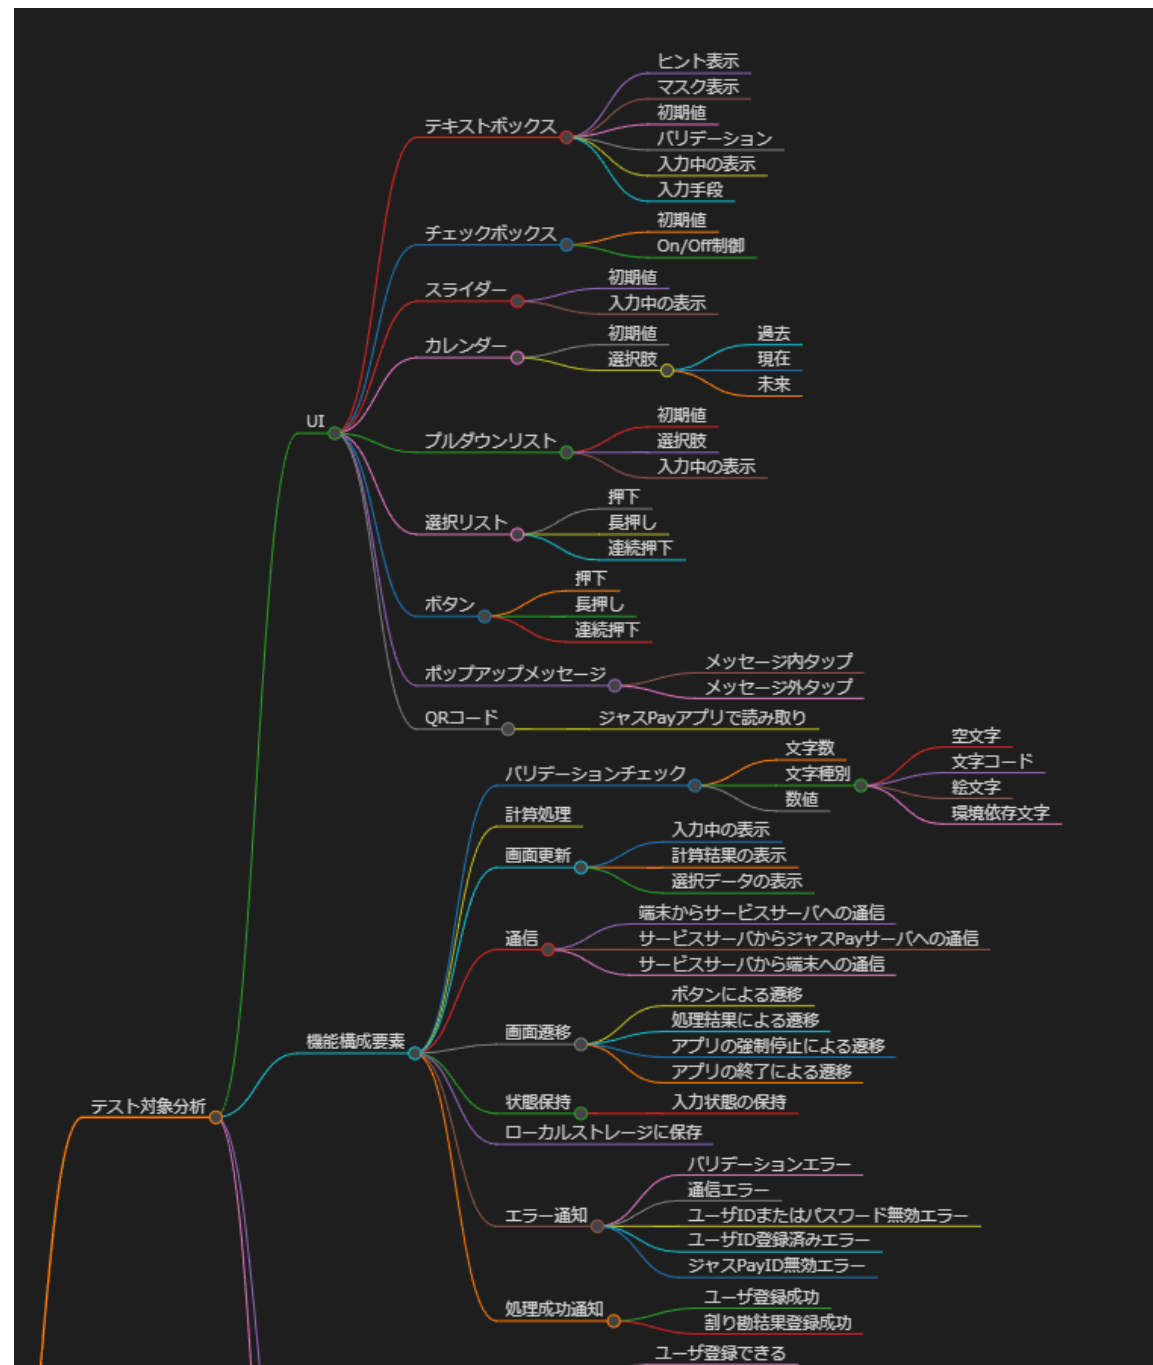 ヒント表示
マスク表示
初期値
バリデーション
入力中の表示
入力手段
テキストボックス
初期値
On/Off制御
チェックボックス
初期値
入力中の表示
スライダー
初期値
選択肢
過去
現在
未来
カレンダー
UI
初期値
選択肢
入力中の表示
プルダウンリスト
押下
長押し
連続押下
選択リスト
押下
長押し
連続押下
ボタン
メッセージ内タップ
メッセージ外タップ
ポップアップメッセージ
QRコード
ジャスPayアプリで読み取り
バリデーションチェック
文字数
文字種別
数値
空文字
文字コード
絵文字
環境依存文字
計算処理
画面更新
入力中の表示
計算結果の表示
選択データの表示
通信
端末からサービスサーバへの通信
サービスサーバからジャスPayサーバへの通信
サービスサーバから端末への通信
機能構成要素
画面遷移
ボタンによる遷移
処理結果による遷移
アプリの強制停止による遷移
アプリの終了による遷移
テスト対象分析
状態保持
入力状態の保持
ローカルストレージに保存
エラー通知
バリデーションエラー
通信エラー
ユーザIDまたはパスワード無効エラー
ユーザID登録済みエラー
ジャスPayID無効エラー
処理成功通知
ユーザ登録成功
割り勘結果登録成功
ユーザ登録できる